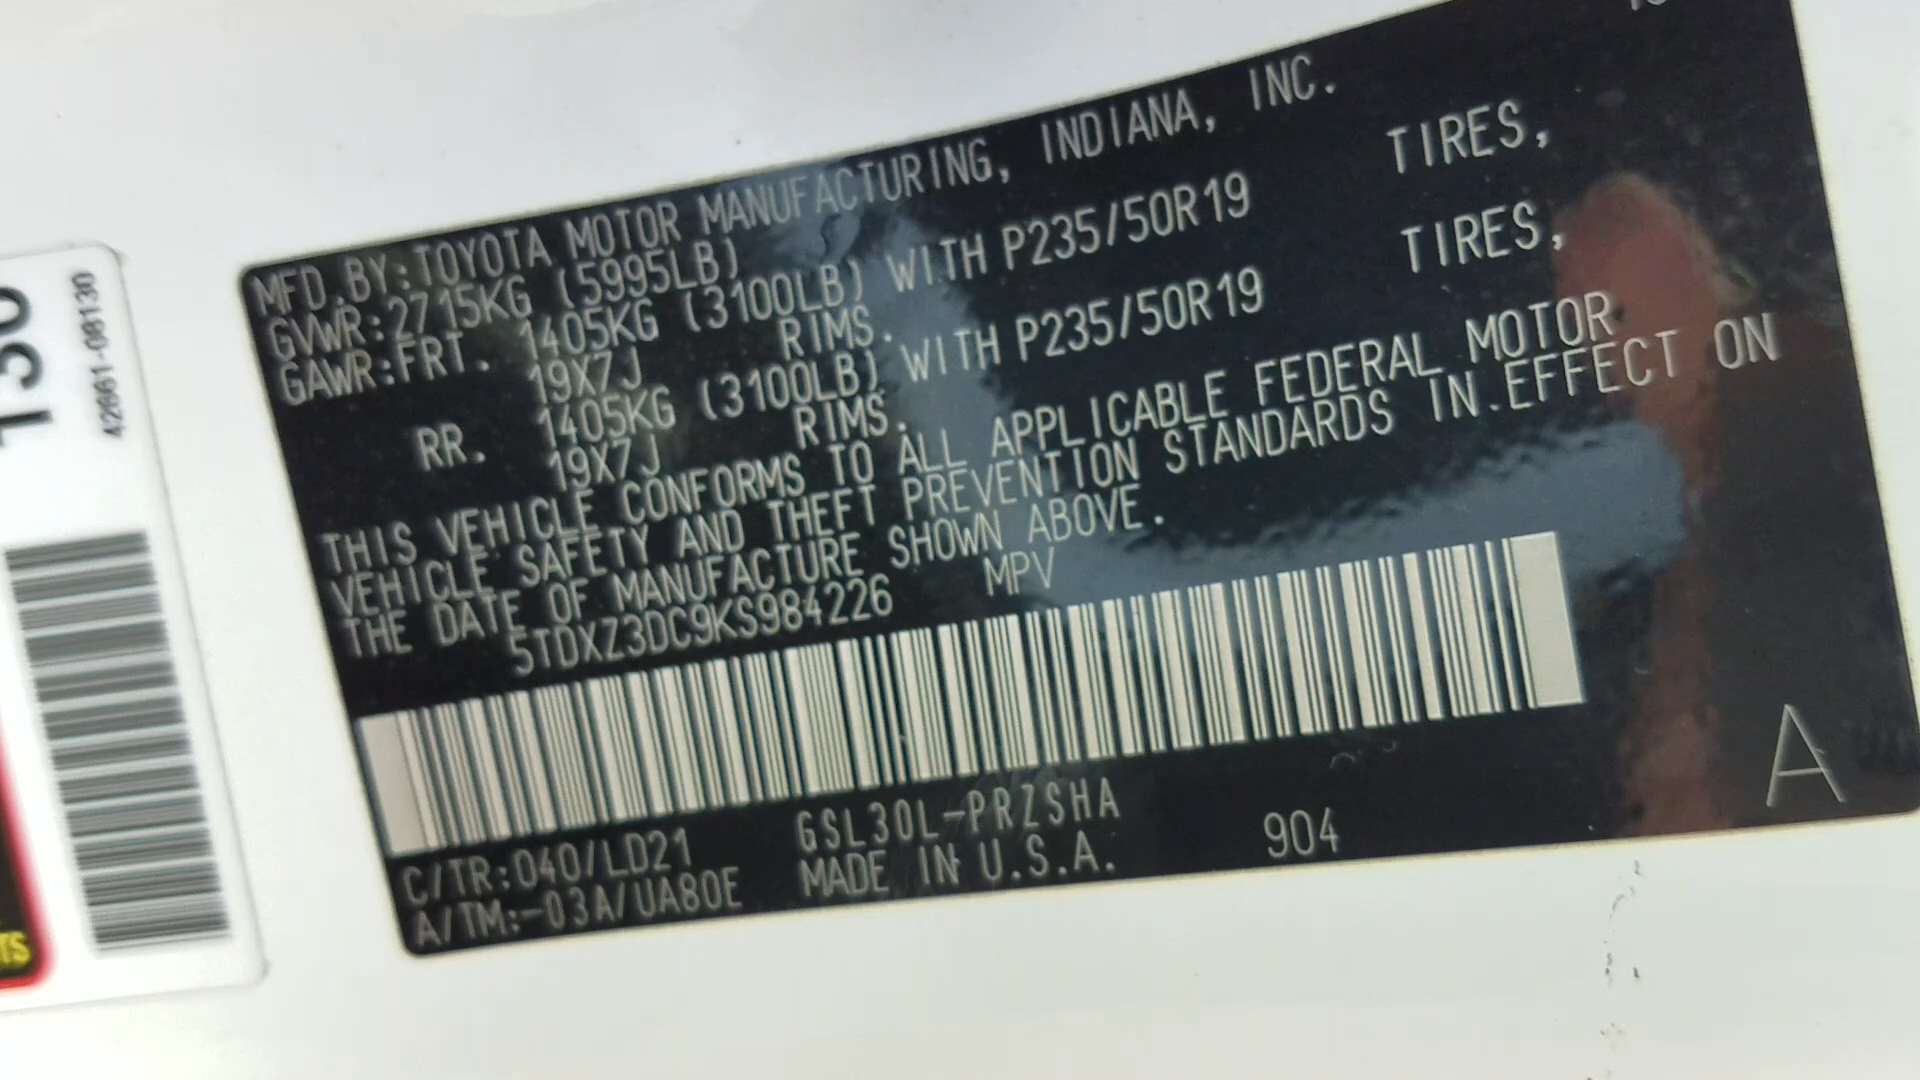 MFD.BY:TOYOTA MOTOR MANUFACTURING, INDIANA, INC.
GVWR:2715KG (5995LB)
GAWR:FRT. 1405KG (3100LB) WITH P235/50R19 TIRES,
19X7J RIMS.
RR. 1405KG (3100LB) WITH P235/50R19 TIRES,
19X7J RIMS.
THIS VEHICLE CONFORMS TO ALL APPLICABLE FEDERAL MOTOR
VEHICLE SAFETY AND THEFT PREVENTION STANDARDS IN EFFECT ON
THE DATE OF MANUFACTURE SHOWN ABOVE.
5TDXZ3DC9KS984226 MPV
C/TR:040/LD21 GSL30L-PRZSHA
A/TM:-03A/UA80E MADE IN U.S.A. 904
A
42661-08130